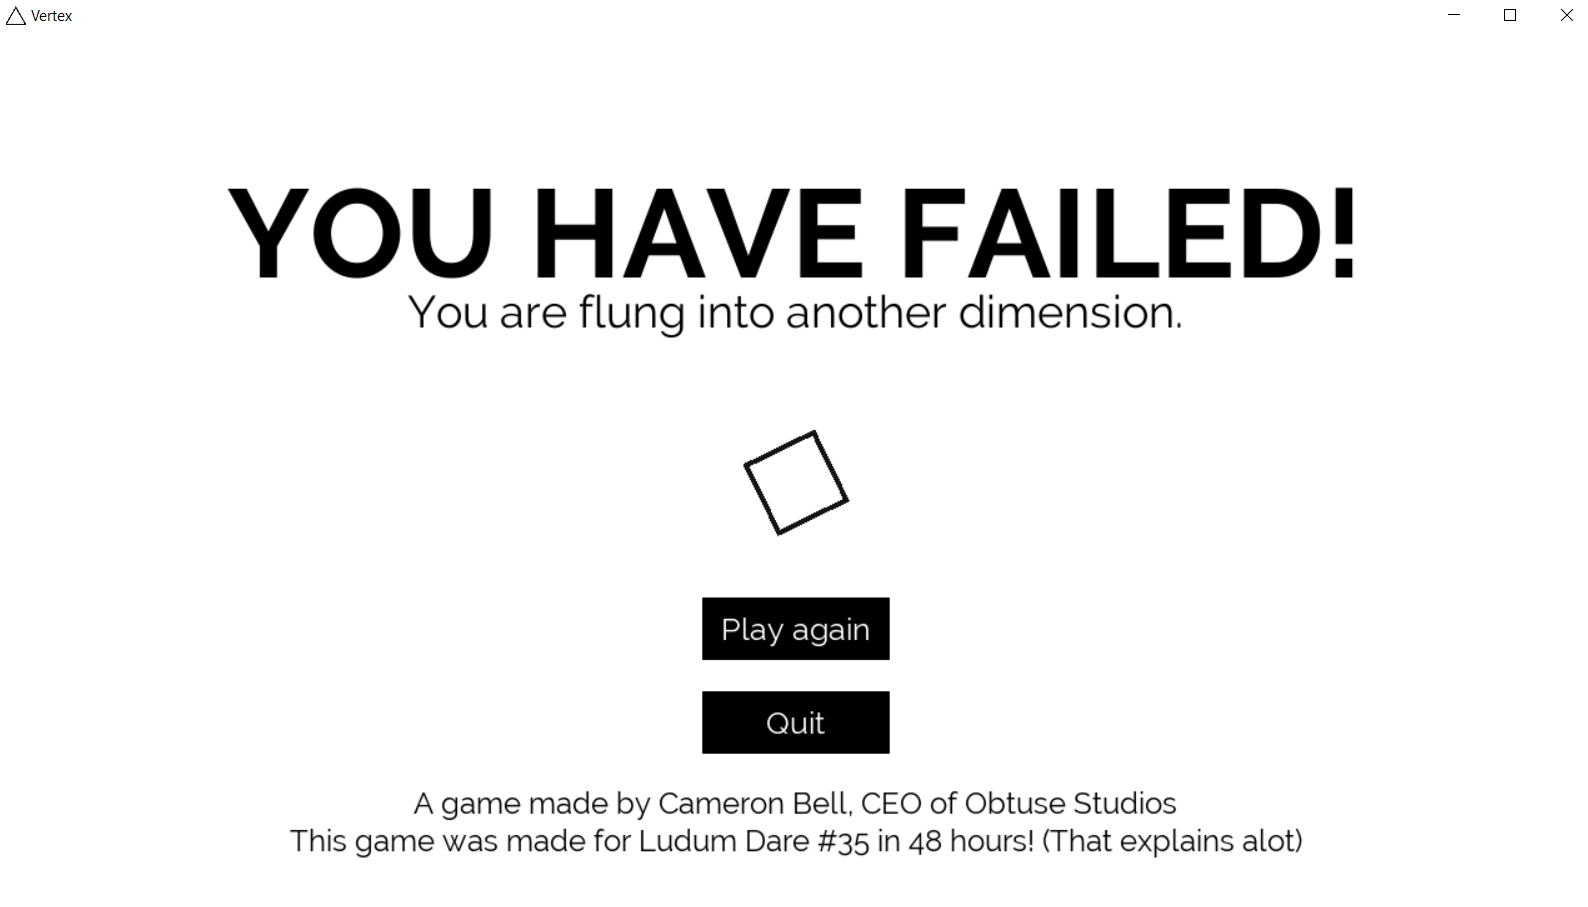 Vertex
YOU HAVE FAILED!
You are flung into another dimension.
Play again
Quit
A game made by Cameron Bell, CEO of Obtuse Studios
This game was made for Ludum Dare #35 in 48 hours! (That explains alot)